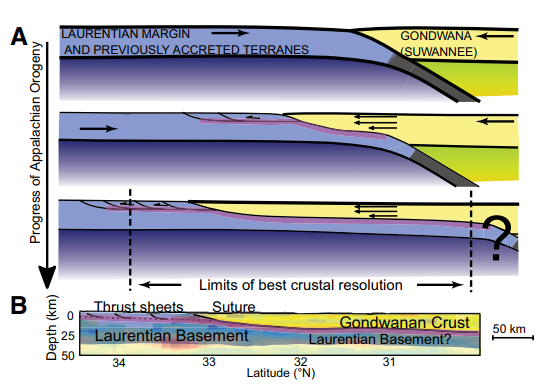 A
LAURENTIAN MARGIN
AND PREVIOUSLY ACCRETED TERRANES
GONDWANA
(SUWANNEE)
Progress of Appalachian Orogeny
?
Limits of best crustal resolution
B
Thrust sheets
Suture
Depth (km)
0
25
50
Laurentian Basement
Gondwanan Crust
Laurentian Basement?
50 km
34
33
32
31
Latitude (°N)